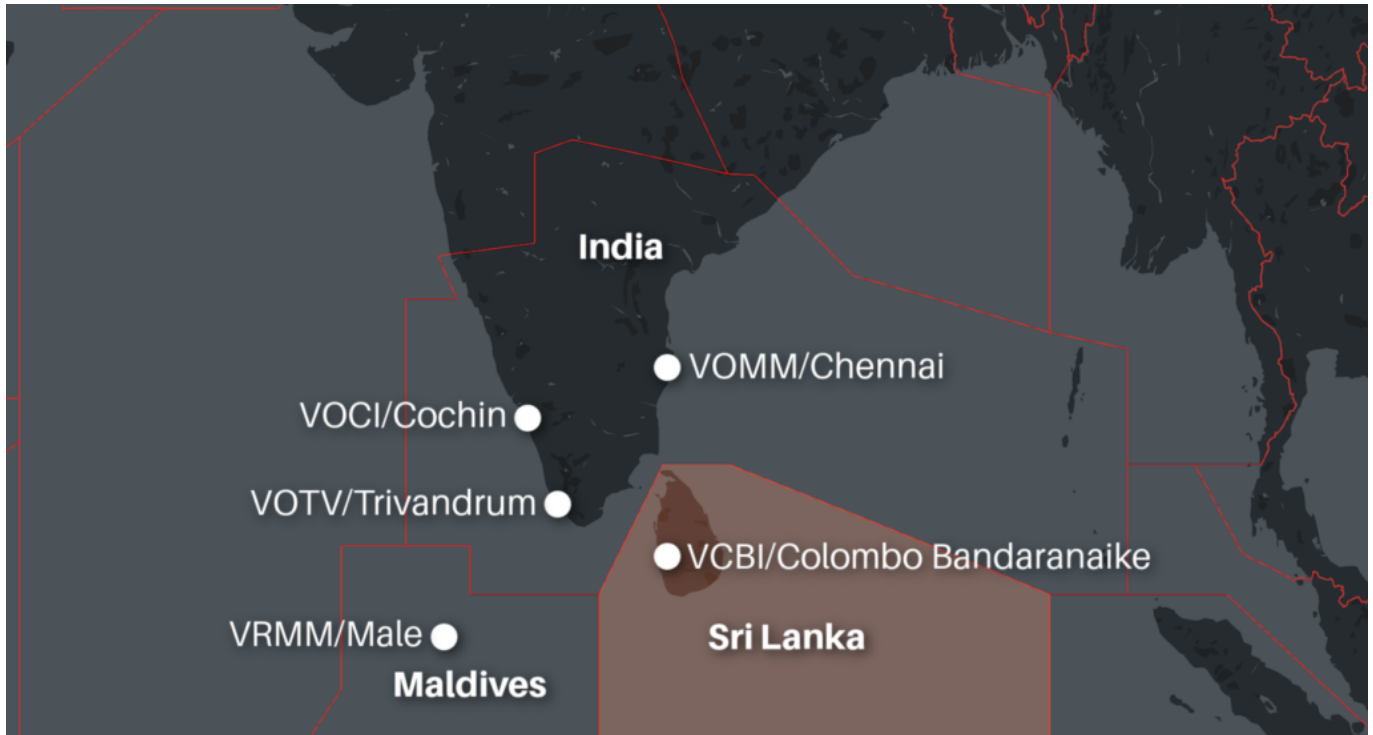 India
VOMM/Chennai
VOCI/Cochin
VOTV/Trivandrum
VCBI/Colombo Bandaranaike
VRMM/Male
Sri Lanka
Maldives